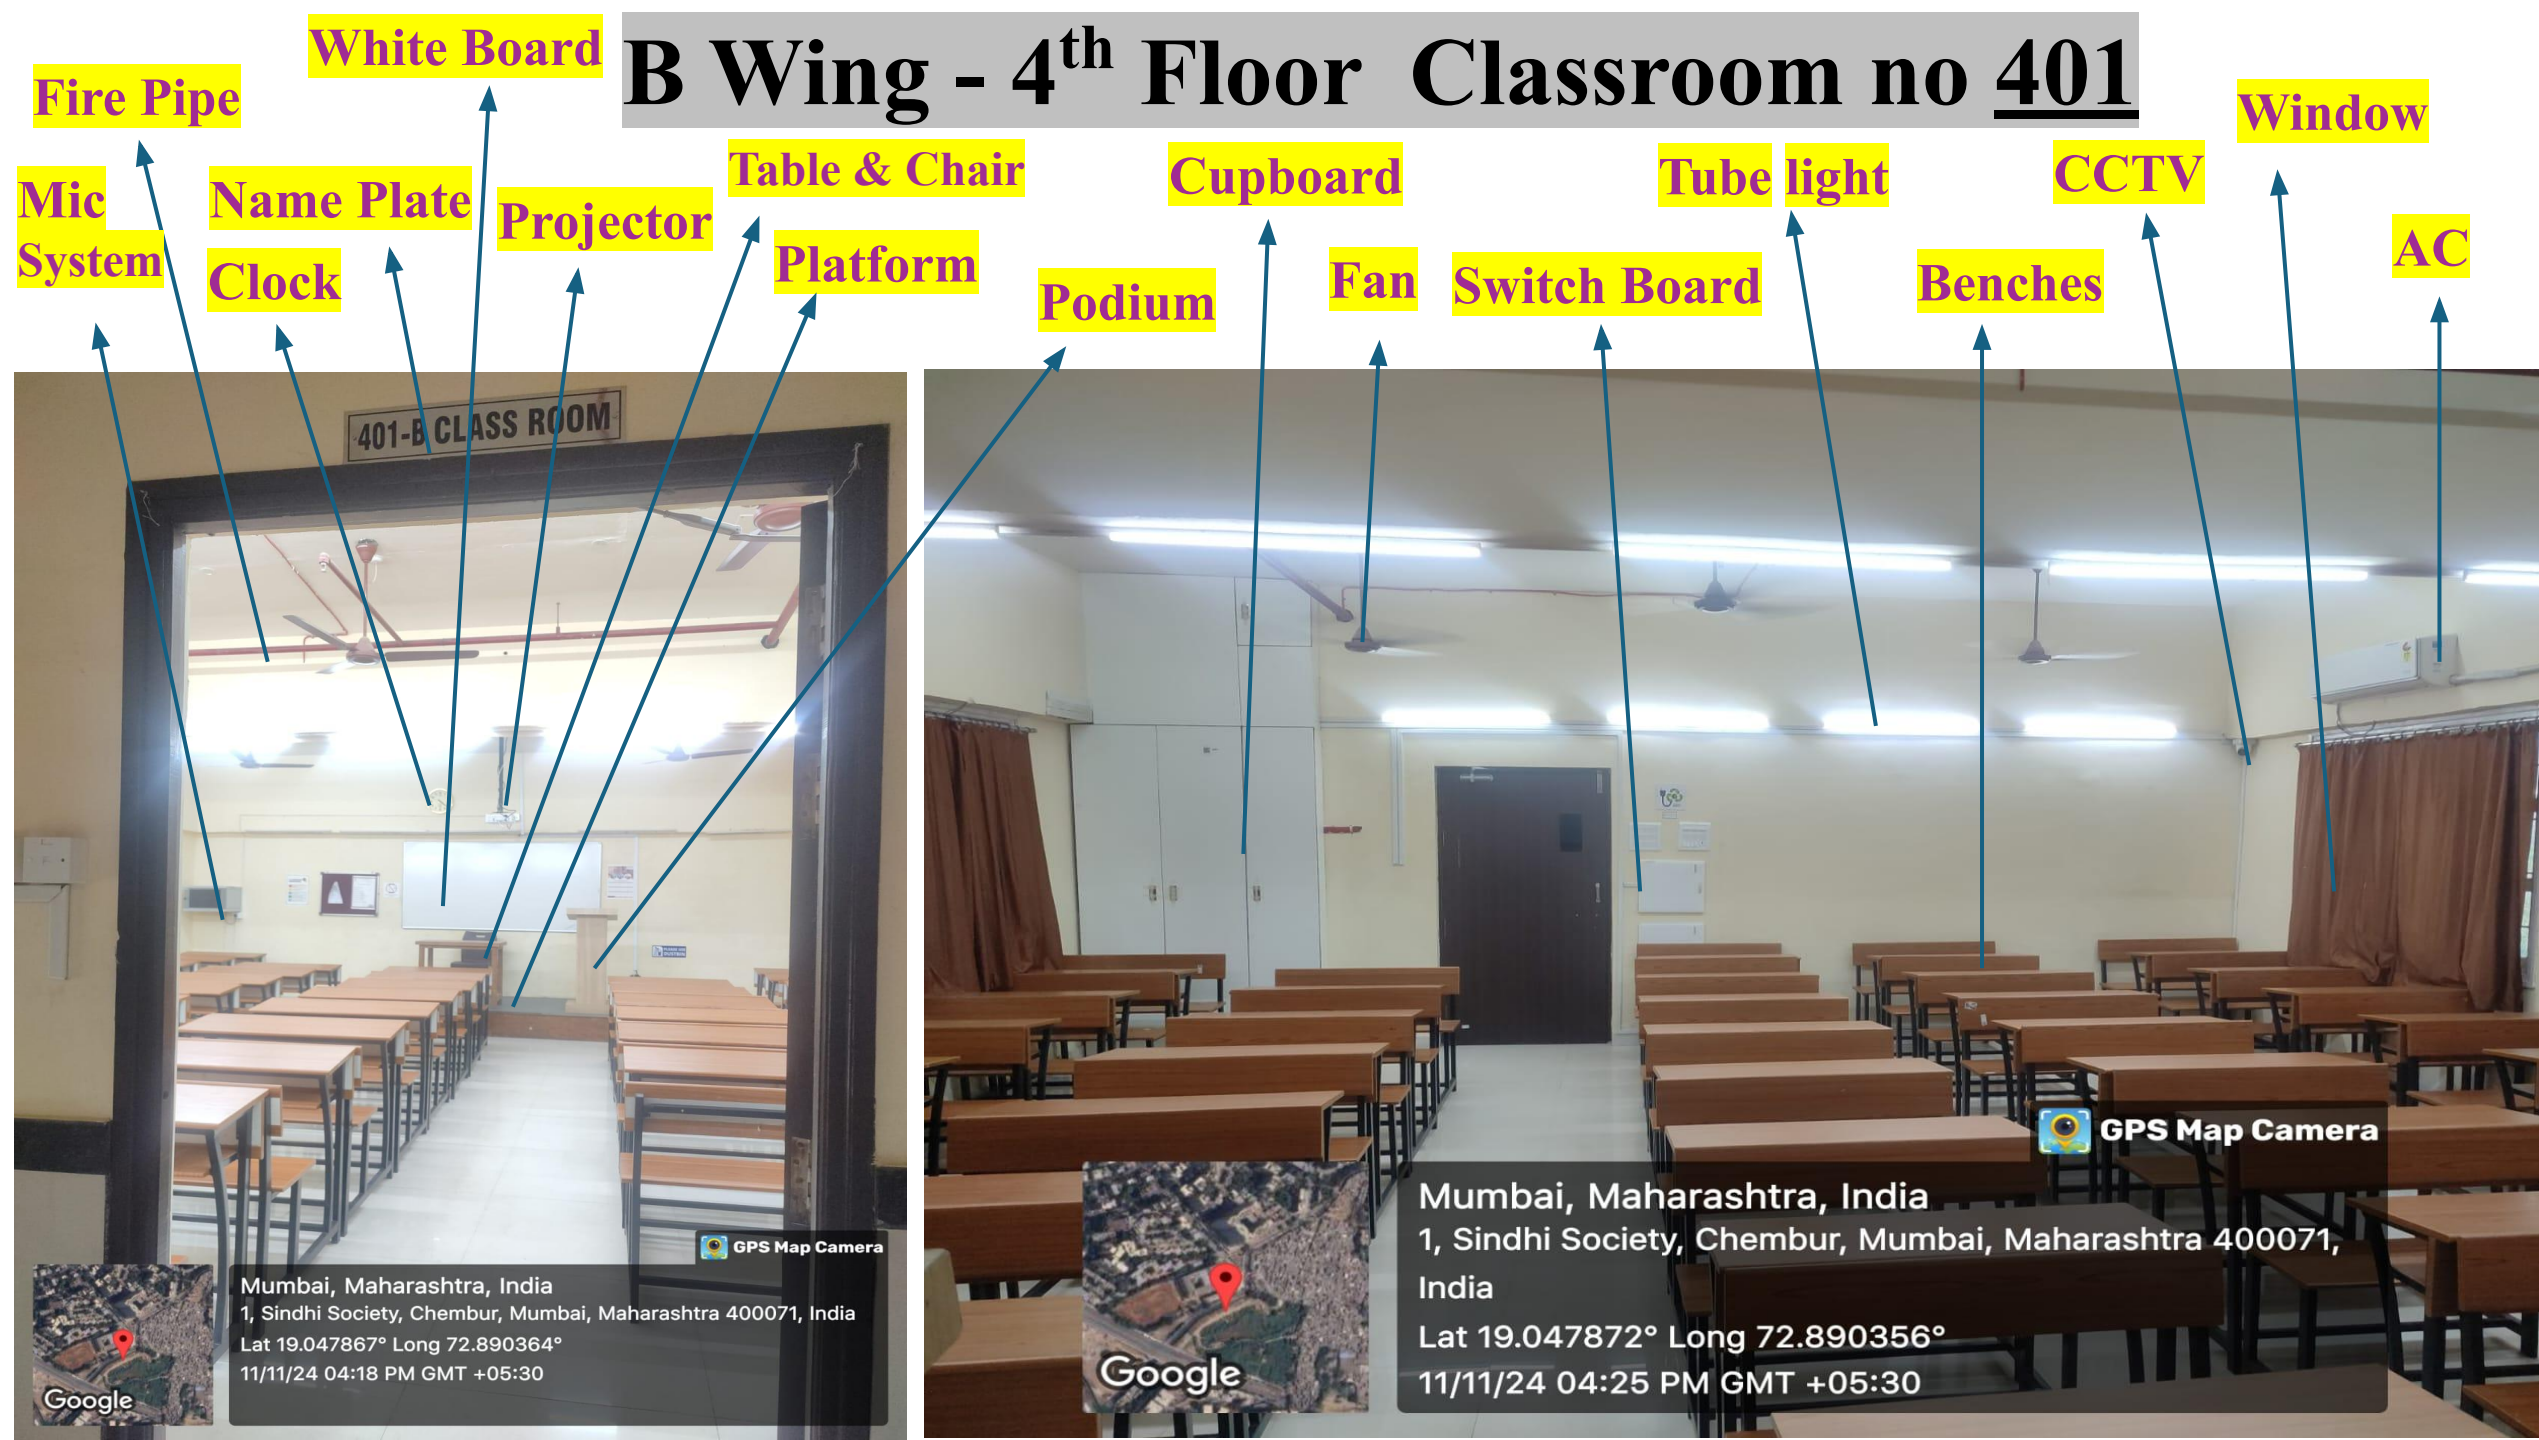 B Wing - 4th Floor Classroom no 401
White Board
Fire Pipe
Window
Mic
System
Name Plate
Projector
Table & Chair
Cupboard
Tube light
CCTV
AC
Clock
Platform
Podium
Fan
Switch Board
Benches
401-B CLASS ROOM
GPS Map Camera
Mumbai, Maharashtra, India
1, Sindhi Society, Chembur, Mumbai, Maharashtra 400071, India
Lat 19.047867° Long 72.890364°
11/11/24 04:18 PM GMT +05:30
Google
GPS Map Camera
Mumbai, Maharashtra, India
1, Sindhi Society, Chembur, Mumbai, Maharashtra 400071,
India
Lat 19.047872° Long 72.890356°
11/11/24 04:25 PM GMT +05:30
Google